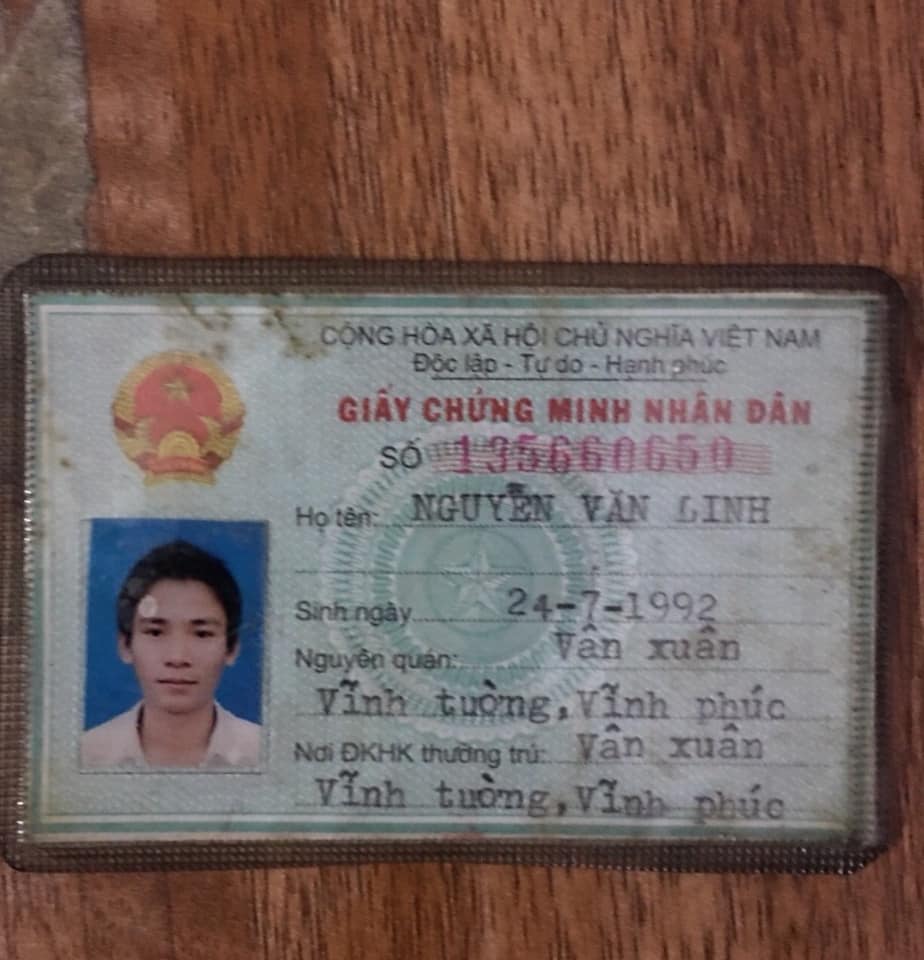 CỘNG HÒA XÃ HỘI CHỦ NGHĨA VIỆT NAM
Độc lập - Tự do - Hạnh phúc
GIẤY CHỨNG MINH NHÂN DÂN
SỐ 135660650
Họ tên: NGUYỄN VĂN LINH
Sinh ngày 24-7-1992
Nguyên quán: Vân xuân
Vĩnh tường, Vĩnh phúc
Nơi ĐKHK thường trú: Vân xuân
Vĩnh tường, Vĩnh phúc